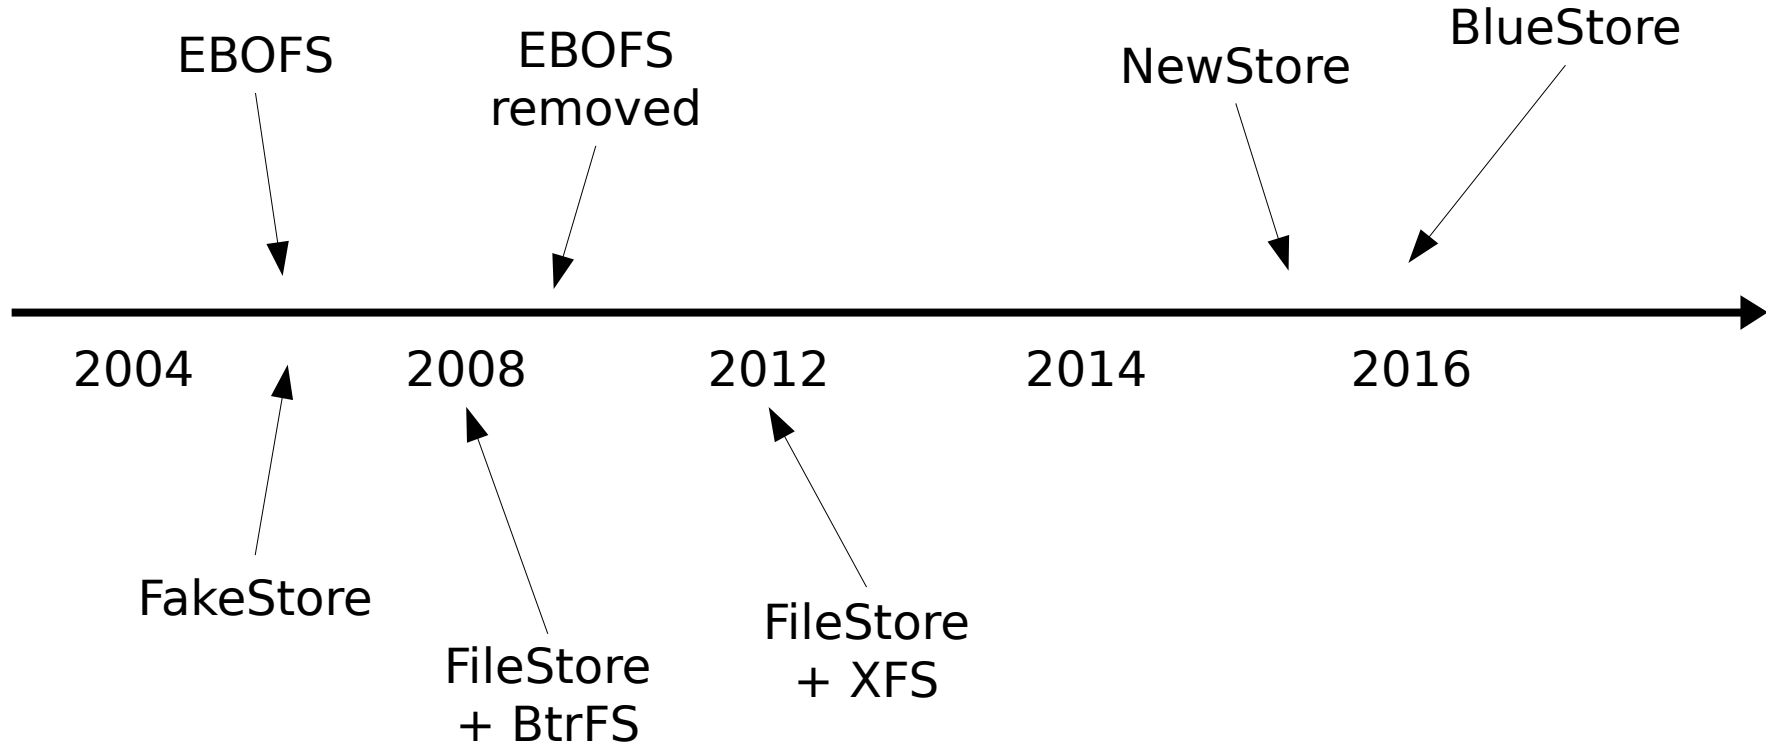 EBOFS
EBOFS
removed
NewStore
BlueStore
2004
2008
2012
2014
2016
FakeStore
FileStore
+ BtrFS
FileStore
+ XFS